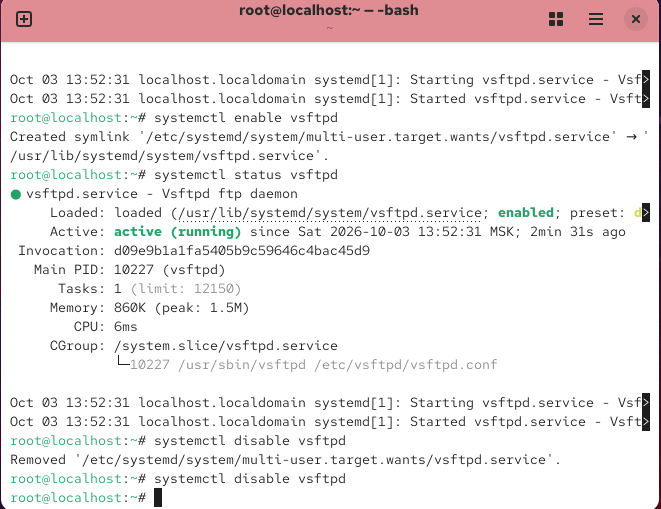 root@localhost:~ — -bash
~
Oct 03 13:52:31 localhost.localdomain systemd[1]: Starting vsftpd.service - Vsf>
Oct 03 13:52:31 localhost.localdomain systemd[1]: Started vsftpd.service - Vsft>
root@localhost:~# systemctl enable vsftpd
Created symlink '/etc/systemd/system/multi-user.target.wants/vsftpd.service' → '
/usr/lib/systemd/system/vsftpd.service'.
root@localhost:~# systemctl status vsftpd
● vsftpd.service - Vsftpd ftp daemon
Loaded: loaded (/usr/lib/systemd/system/vsftpd.service; enabled; preset: d>
Active: active (running) since Sat 2026-10-03 13:52:31 MSK; 2min 31s ago
Invocation: d09e9b1a1fa5405b9c59646c4bac45d9
Main PID: 10227 (vsftpd)
Tasks: 1 (limit: 12150)
Memory: 860K (peak: 1.5M)
CPU: 6ms
CGroup: /system.slice/vsftpd.service
└─10227 /usr/sbin/vsftpd /etc/vsftpd/vsftpd.conf
Oct 03 13:52:31 localhost.localdomain systemd[1]: Starting vsftpd.service - Vsf>
Oct 03 13:52:31 localhost.localdomain systemd[1]: Started vsftpd.service - Vsft>
root@localhost:~# systemctl disable vsftpd
Removed '/etc/systemd/system/multi-user.target.wants/vsftpd.service'.
root@localhost:~# systemctl disable vsftpd
root@localhost:~#